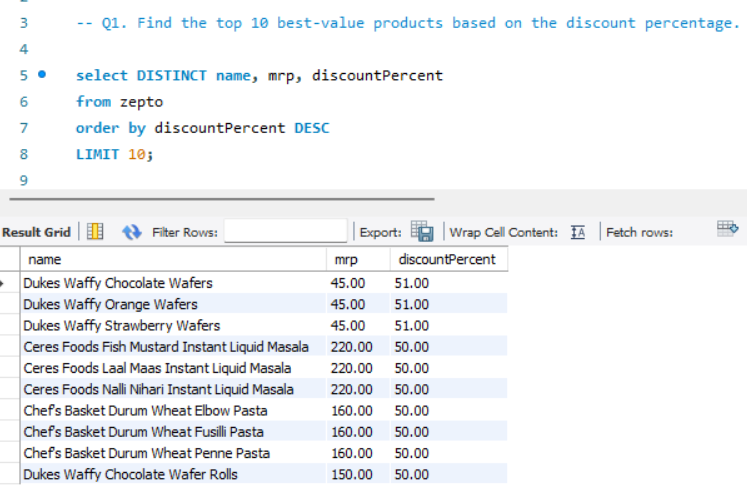 3 -- Q1. Find the top 10 best-value products based on the discount percentage.
4
5 select DISTINCT name, mrp, discountPercent
6 from zepto
7 order by discountPercent DESC
8 LIMIT 10;
9
Result Grid Filter Rows: Export: Wrap Cell Content: IA Fetch rows:
name mrp discountPercent
Dukes Waffy Chocolate Wafers 45.00 51.00
Dukes Waffy Orange Wafers 45.00 51.00
Dukes Waffy Strawberry Wafers 45.00 51.00
Ceres Foods Fish Mustard Instant Liquid Masala 220.00 50.00
Ceres Foods Laal Maas Instant Liquid Masala 220.00 50.00
Ceres Foods Nalli Nihari Instant Liquid Masala 220.00 50.00
Chef's Basket Durum Wheat Elbow Pasta 160.00 50.00
Chef's Basket Durum Wheat Fusilli Pasta 160.00 50.00
Chef's Basket Durum Wheat Penne Pasta 160.00 50.00
Dukes Waffy Chocolate Wafer Rolls 150.00 50.00